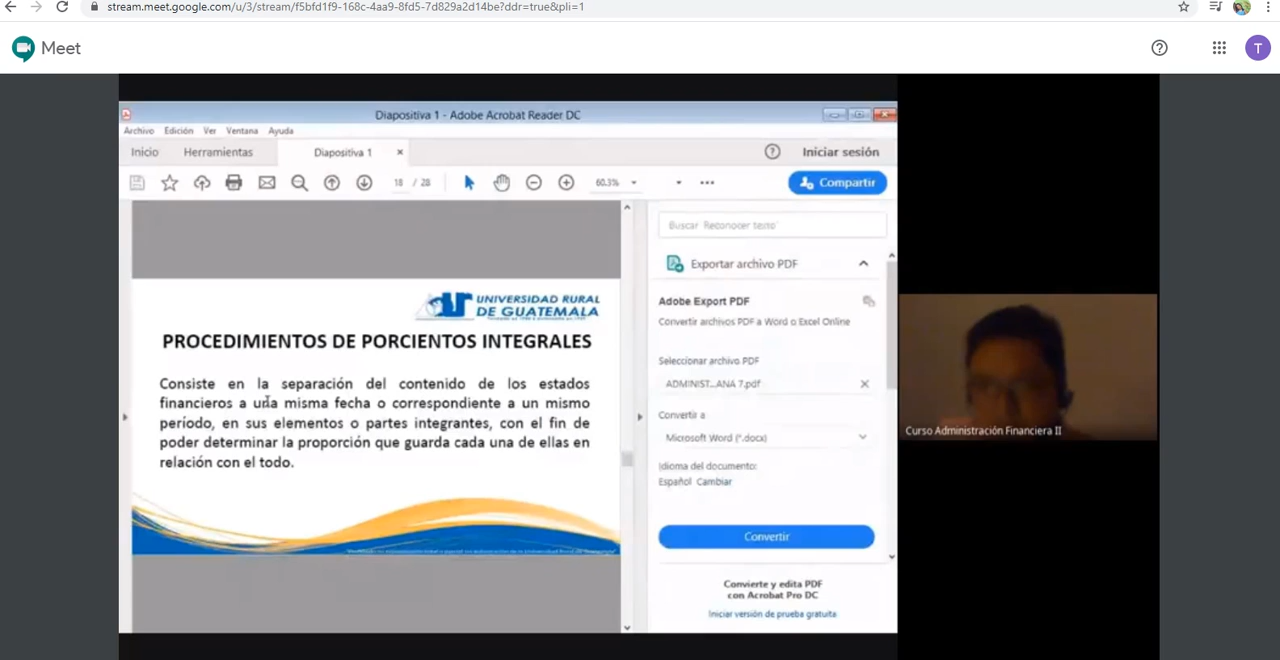 stream.meet.google.com/u/3/stream/f5bfd1f9-168c-4aa9-8fd5-7d829a2d14be?ddr=true&pli=1
Meet
T
Diapositiva 1 - Adobe Acrobat Reader DC
Archivo Edición Ver Ventana Ayuda
Inicio Herramientas Diapositiva 1 × Iniciar sesión
18 / 28 60.3% Compartir
Buscar 'Reconocer texto'
Exportar archivo PDF
Adobe Export PDF
Convertir archivos PDF a Word o Excel Online
Seleccionar archivo PDF
ADMINIST...ANA 7.pdf
Convertir a
Microsoft Word (*.docx)
Idioma del documento:
Español Cambiar
Convertir
Convierte y edita PDF
con Acrobat Pro DC
Iniciar versión de prueba gratuita
UNIVERSIDAD RURAL
DE GUATEMALA
PROCEDIMIENTOS DE PORCIENTOS INTEGRALES
Consiste en la separación del contenido de los estados
financieros a una misma fecha o correspondiente a un mismo
período, en sus elementos o partes integrantes, con el fin de
poder determinar la proporción que guarda cada una de ellas en
relación con el todo.
Curso Administración Financiera II